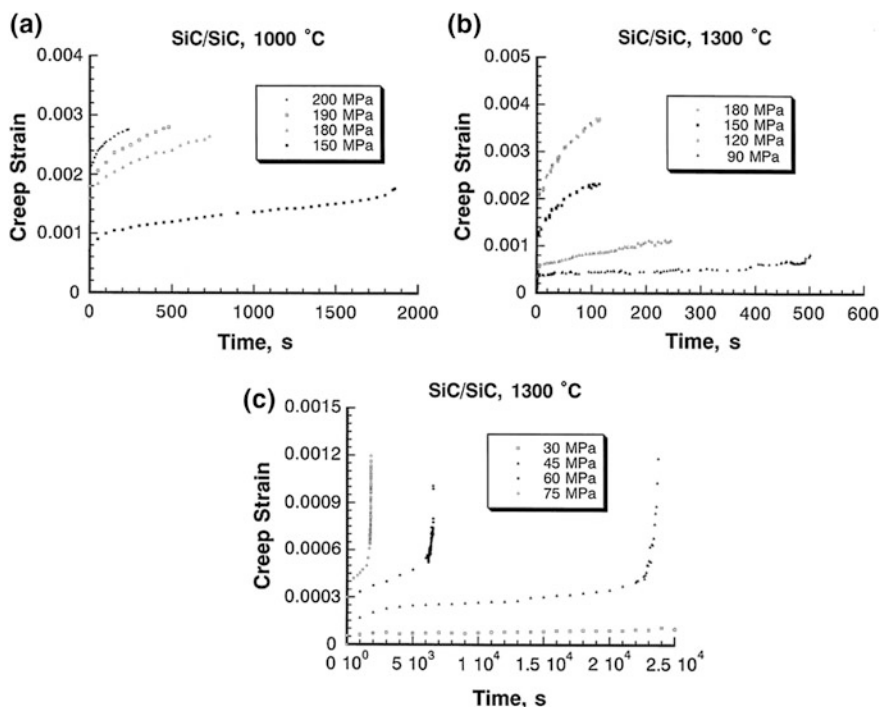 (a)
SiC/SiC, 1000 °C
0.004
0.003
0.002
0.001
0
Creep Strain
200 MPa
190 MPa
180 MPa
150 MPa
0 500 1000 1500 2000
Time, s
(b)
SiC/SiC, 1300 °C
0.005
0.004
0.003
0.002
0.001
0
Creep Strain
180 MPa
150 MPa
120 MPa
90 MPa
0 100 200 300 400 500 600
Time, s
(c)
SiC/SiC, 1300 °C
0.0015
0.0012
0.0009
0.0006
0.0003
0
Creep Strain
30 MPa
45 MPa
60 MPa
75 MPa
0 10⁰ 5 10³ 1 10⁴ 1.5 10⁴ 2 10⁴ 2.5 10⁴
Time, s